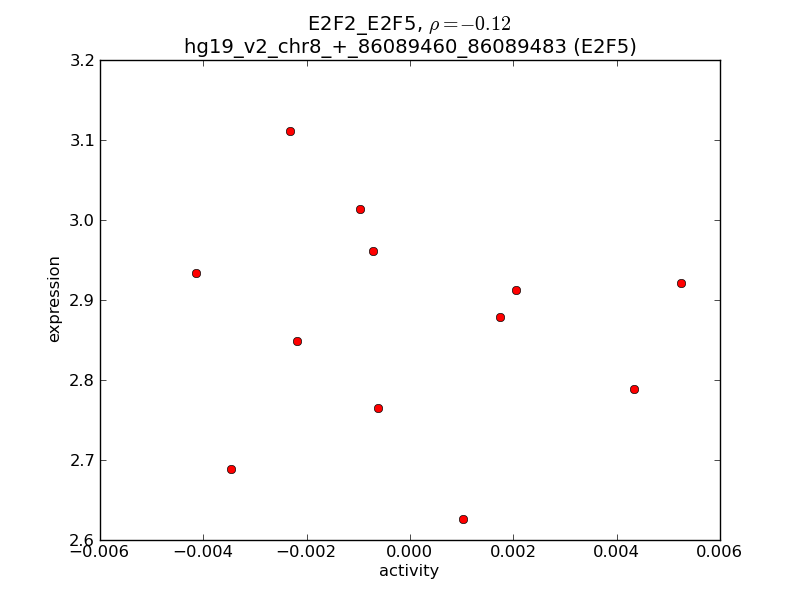 E2F2_E2F5, ρ = −0.12
hg19_v2_chr8_+_86089460_86089483 (E2F5)
3.2
3.1
3.0
2.9
2.8
2.7
2.6
expression
−0.006 −0.004 −0.002 0.000 0.002 0.004 0.006
activity